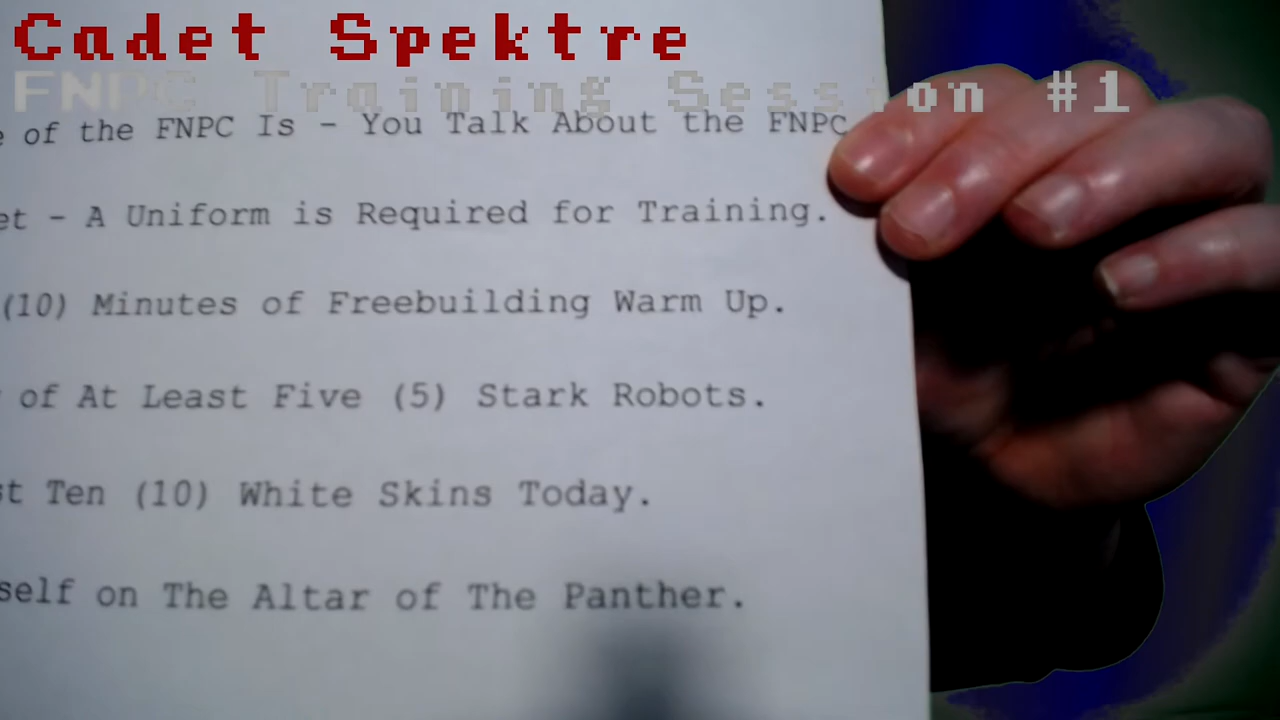 Cadet Spektre
FNPC Training Session #1
of the FNPC Is - You Talk About the FNPC
- A Uniform is Required for Training.
(10) Minutes of Freebuilding Warm Up.
of At Least Five (5) Stark Robots.
Ten (10) White Skins Today.
on The Altar of The Panther.